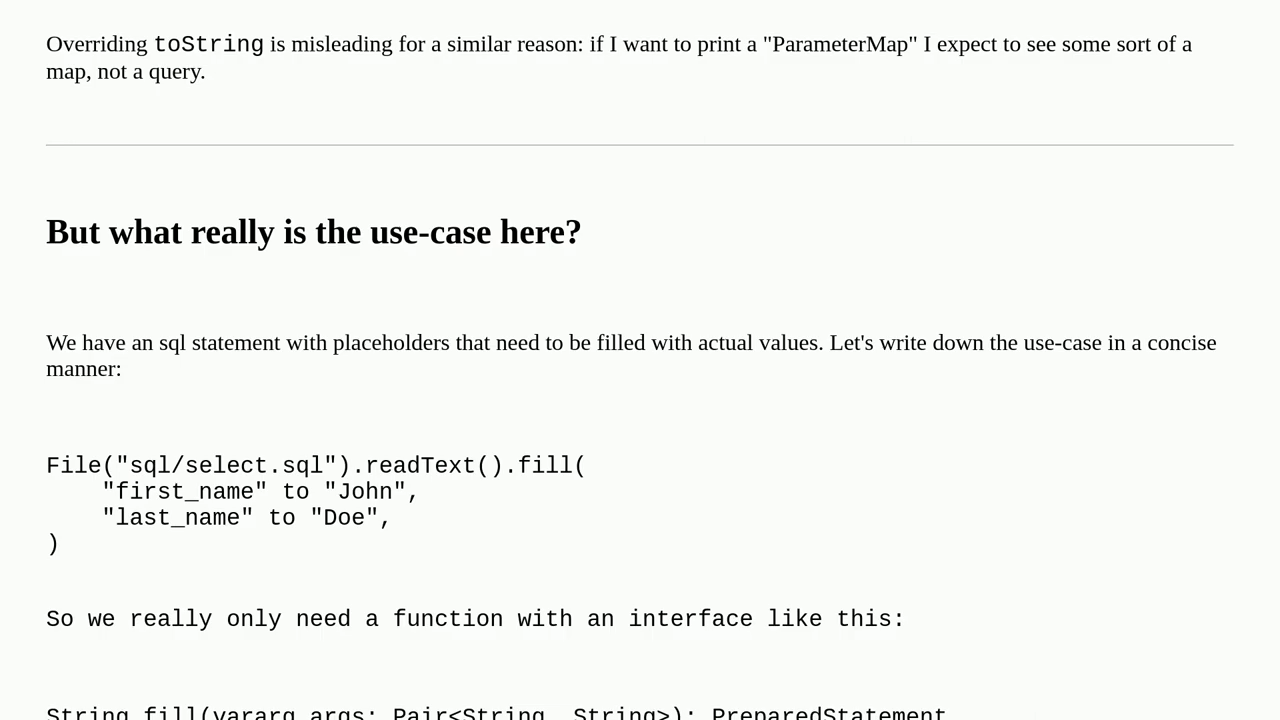 Overriding toString is misleading for a similar reason: if I want to print a "ParameterMap" I expect to see some sort of a
map, not a query.
But what really is the use-case here?
We have an sql statement with placeholders that need to be filled with actual values. Let's write down the use-case in a concise
manner:
File("sql/select.sql").readText().fill(
    "first_name" to "John",
    "last_name" to "Doe",
)
So we really only need a function with an interface like this:
String.fill(vararg args: Pair<String, String>): PreparedStatement